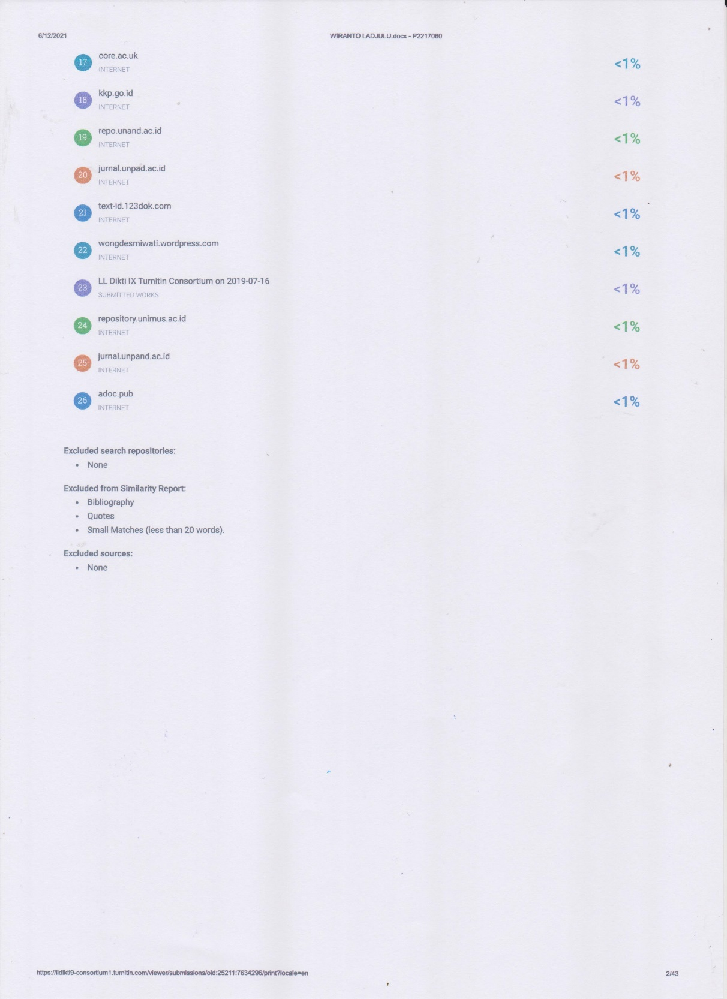 6/12/2021
WIRANTO LADJULU.docx - P2217060
17
core.ac.uk
INTERNET
<1%
18
kkp.go.id
INTERNET
<1%
19
repo.unand.ac.id
INTERNET
<1%
20
jurnal.unpad.ac.id
INTERNET
<1%
21
text-id.123dok.com
INTERNET
<1%
22
wongdesmiwati.wordpress.com
INTERNET
<1%
23
LL Dikti IX Turnitin Consortium on 2019-07-16
SUBMITTED WORKS
<1%
24
repository.unimus.ac.id
INTERNET
<1%
25
jurnal.unpand.ac.id
INTERNET
<1%
26
adoc.pub
INTERNET
<1%
Excluded search repositories:
• None
Excluded from Similarity Report:
• Bibliography
• Quotes
• Small Matches (less than 20 words).
Excluded sources:
• None
https://lldikti9-consortium1.turnitin.com/viewer/submissions/oid:25211:7634296/print?locale=en
2/43